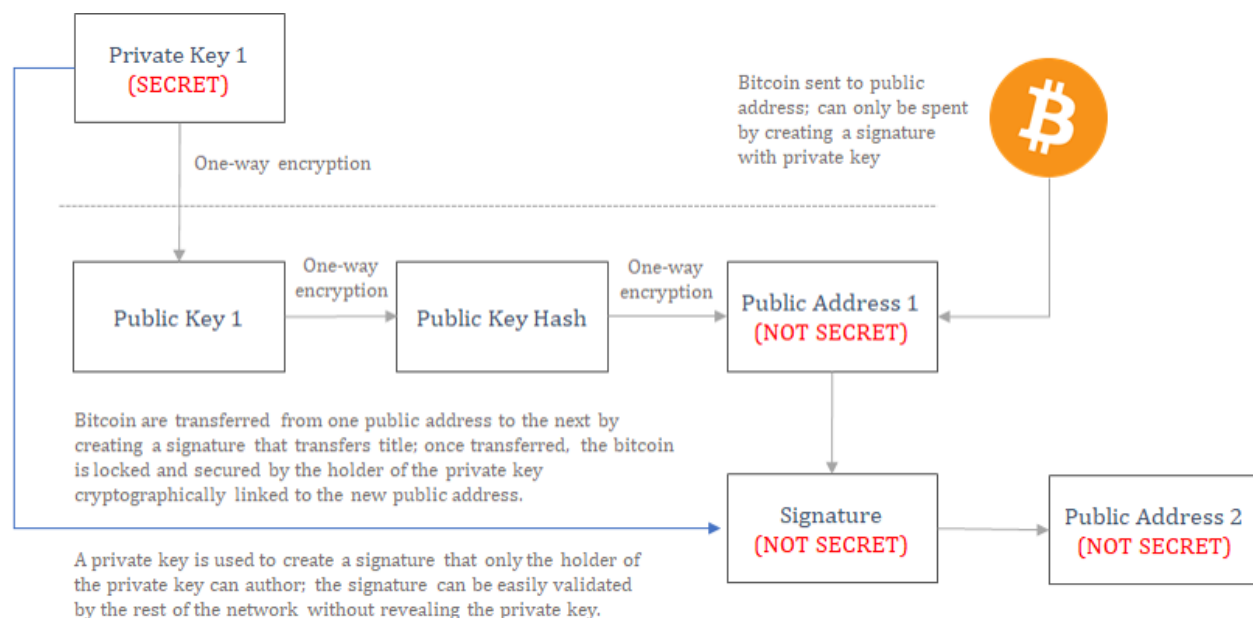 Private Key 1
(SECRET)
Bitcoin sent to public
address; can only be spent
by creating a signature
with private key
One-way encryption
Public Key 1
One-way
encryption
Public Key Hash
One-way
encryption
Public Address 1
(NOT SECRET)
Bitcoin are transferred from one public address to the next by
creating a signature that transfers title; once transferred, the bitcoin
is locked and secured by the holder of the private key
cryptographically linked to the new public address.
Signature
(NOT SECRET)
Public Address 2
(NOT SECRET)
A private key is used to create a signature that only the holder of
the private key can author; the signature can be easily validated
by the rest of the network without revealing the private key.